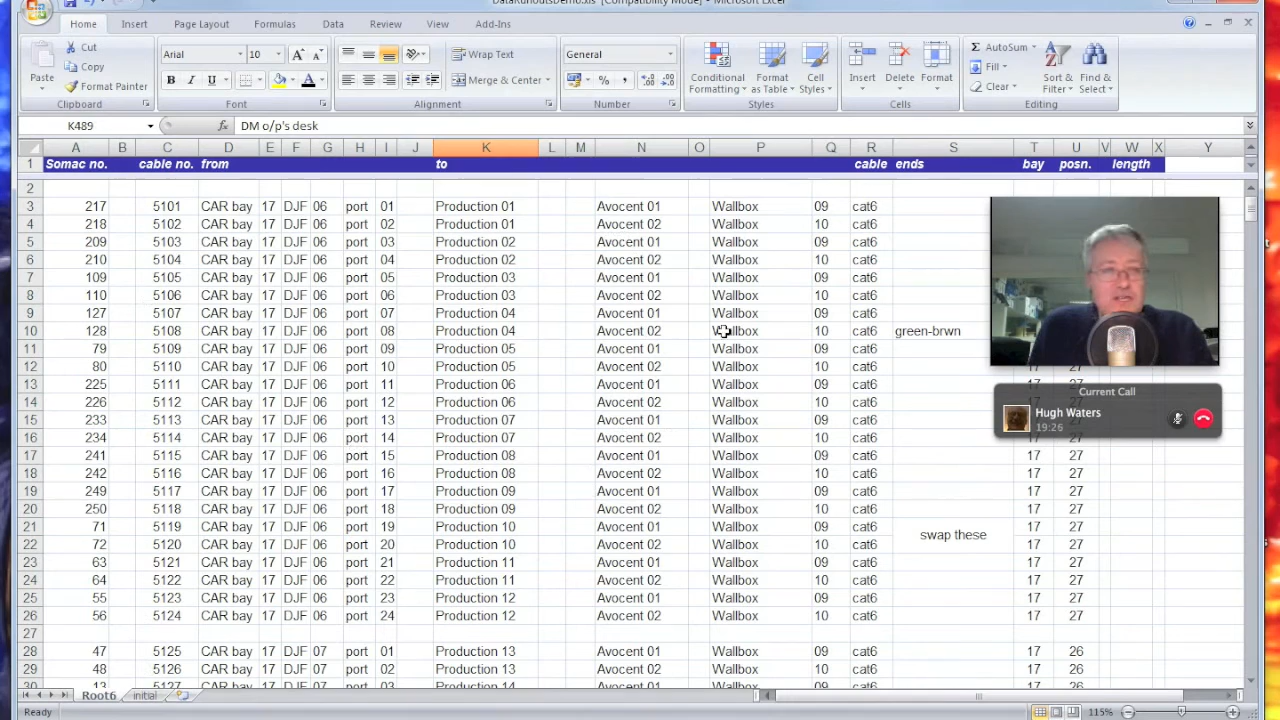 DataRunoutsDemo.xls [Compatibility Mode] - Microsoft Excel
Home Insert Page Layout Formulas Data Review View Add-Ins
Paste Cut Copy Format Painter Clipboard
Arial 10 B I U A Font
Wrap Text Merge & Center Alignment
General % , Number
Conditional Formatting Format as Table Cell Styles Styles
Insert Delete Format Cells
AutoSum Fill Clear Sort & Filter Find & Select Editing
K489 fx DM o/p's desk
A B C D E F G H I J K L M N O P Q R S T U V W X Y
1 Somac no. cable no. from to cable ends bay posn. length
2
3 217 5101 CAR bay 17 DJF 06 port 01 Production 01 Avocent 01 Wallbox 09 cat6
4 218 5102 CAR bay 17 DJF 06 port 02 Production 01 Avocent 02 Wallbox 10 cat6
5 209 5103 CAR bay 17 DJF 06 port 03 Production 02 Avocent 01 Wallbox 09 cat6
6 210 5104 CAR bay 17 DJF 06 port 04 Production 02 Avocent 02 Wallbox 10 cat6
7 109 5105 CAR bay 17 DJF 06 port 05 Production 03 Avocent 01 Wallbox 09 cat6
8 110 5106 CAR bay 17 DJF 06 port 06 Production 03 Avocent 02 Wallbox 10 cat6
9 127 5107 CAR bay 17 DJF 06 port 07 Production 04 Avocent 01 Wallbox 09 cat6
10 128 5108 CAR bay 17 DJF 06 port 08 Production 04 Avocent 02 Wallbox 10 cat6 green-brwn
11 79 5109 CAR bay 17 DJF 06 port 09 Production 05 Avocent 01 Wallbox 09 cat6
12 80 5110 CAR bay 17 DJF 06 port 10 Production 05 Avocent 02 Wallbox 10 cat6 17 27
13 225 5111 CAR bay 17 DJF 06 port 11 Production 06 Avocent 01 Wallbox 09 cat6
14 226 5112 CAR bay 17 DJF 06 port 12 Production 06 Avocent 02 Wallbox 10 cat6
15 233 5113 CAR bay 17 DJF 06 port 13 Production 07 Avocent 01 Wallbox 09 cat6
16 234 5114 CAR bay 17 DJF 06 port 14 Production 07 Avocent 02 Wallbox 10 cat6
17 241 5115 CAR bay 17 DJF 06 port 15 Production 08 Avocent 01 Wallbox 09 cat6 17 27
18 242 5116 CAR bay 17 DJF 06 port 16 Production 08 Avocent 02 Wallbox 10 cat6 17 27
19 249 5117 CAR bay 17 DJF 06 port 17 Production 09 Avocent 01 Wallbox 09 cat6 17 27
20 250 5118 CAR bay 17 DJF 06 port 18 Production 09 Avocent 02 Wallbox 10 cat6 17 27
21 71 5119 CAR bay 17 DJF 06 port 19 Production 10 Avocent 01 Wallbox 09 cat6 17 27
swap these
22 72 5120 CAR bay 17 DJF 06 port 20 Production 10 Avocent 02 Wallbox 10 cat6 17 27
23 63 5121 CAR bay 17 DJF 06 port 21 Production 11 Avocent 01 Wallbox 09 cat6 17 27
24 64 5122 CAR bay 17 DJF 06 port 22 Production 11 Avocent 02 Wallbox 10 cat6 17 27
25 55 5123 CAR bay 17 DJF 06 port 23 Production 12 Avocent 01 Wallbox 09 cat6 17 27
26 56 5124 CAR bay 17 DJF 06 port 24 Production 12 Avocent 02 Wallbox 10 cat6 17 27
27
28 47 5125 CAR bay 17 DJF 07 port 01 Production 13 Avocent 01 Wallbox 09 cat6 17 26
29 48 5126 CAR bay 17 DJF 07 port 02 Production 13 Avocent 02 Wallbox 10 cat6 17 26
30 13 5127 CAR bay 17 DJF 07 port 03 Production 14 Avocent 01 Wallbox 09 cat6 17 26
Current Call
Hugh Waters
19:26
Root6 initial
Ready 115%